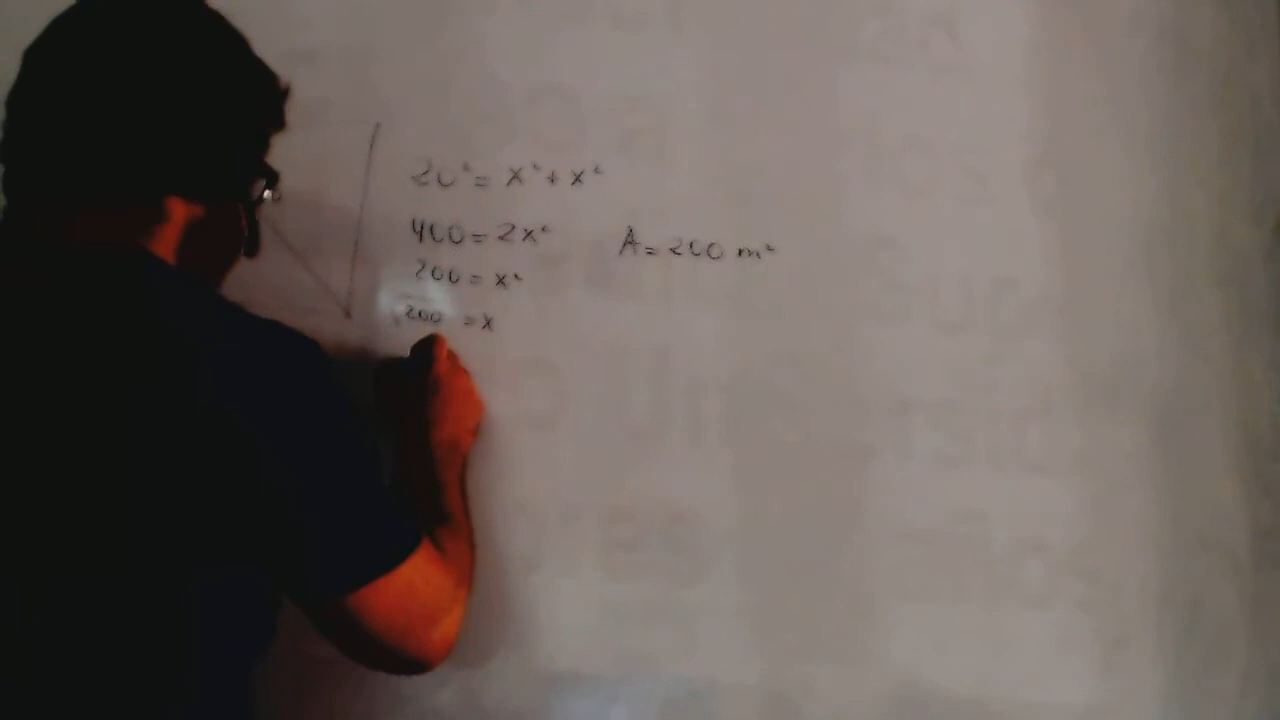 20² = x² + x²
400 = 2x²
A = 200 m²
200 = x²
200 = x